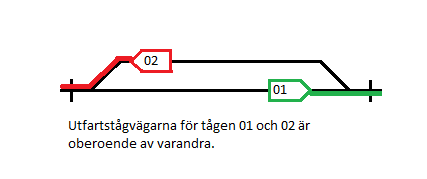 02
01
Utfartstågvägarna för tågen 01 och 02 är
oberoende av varandra.